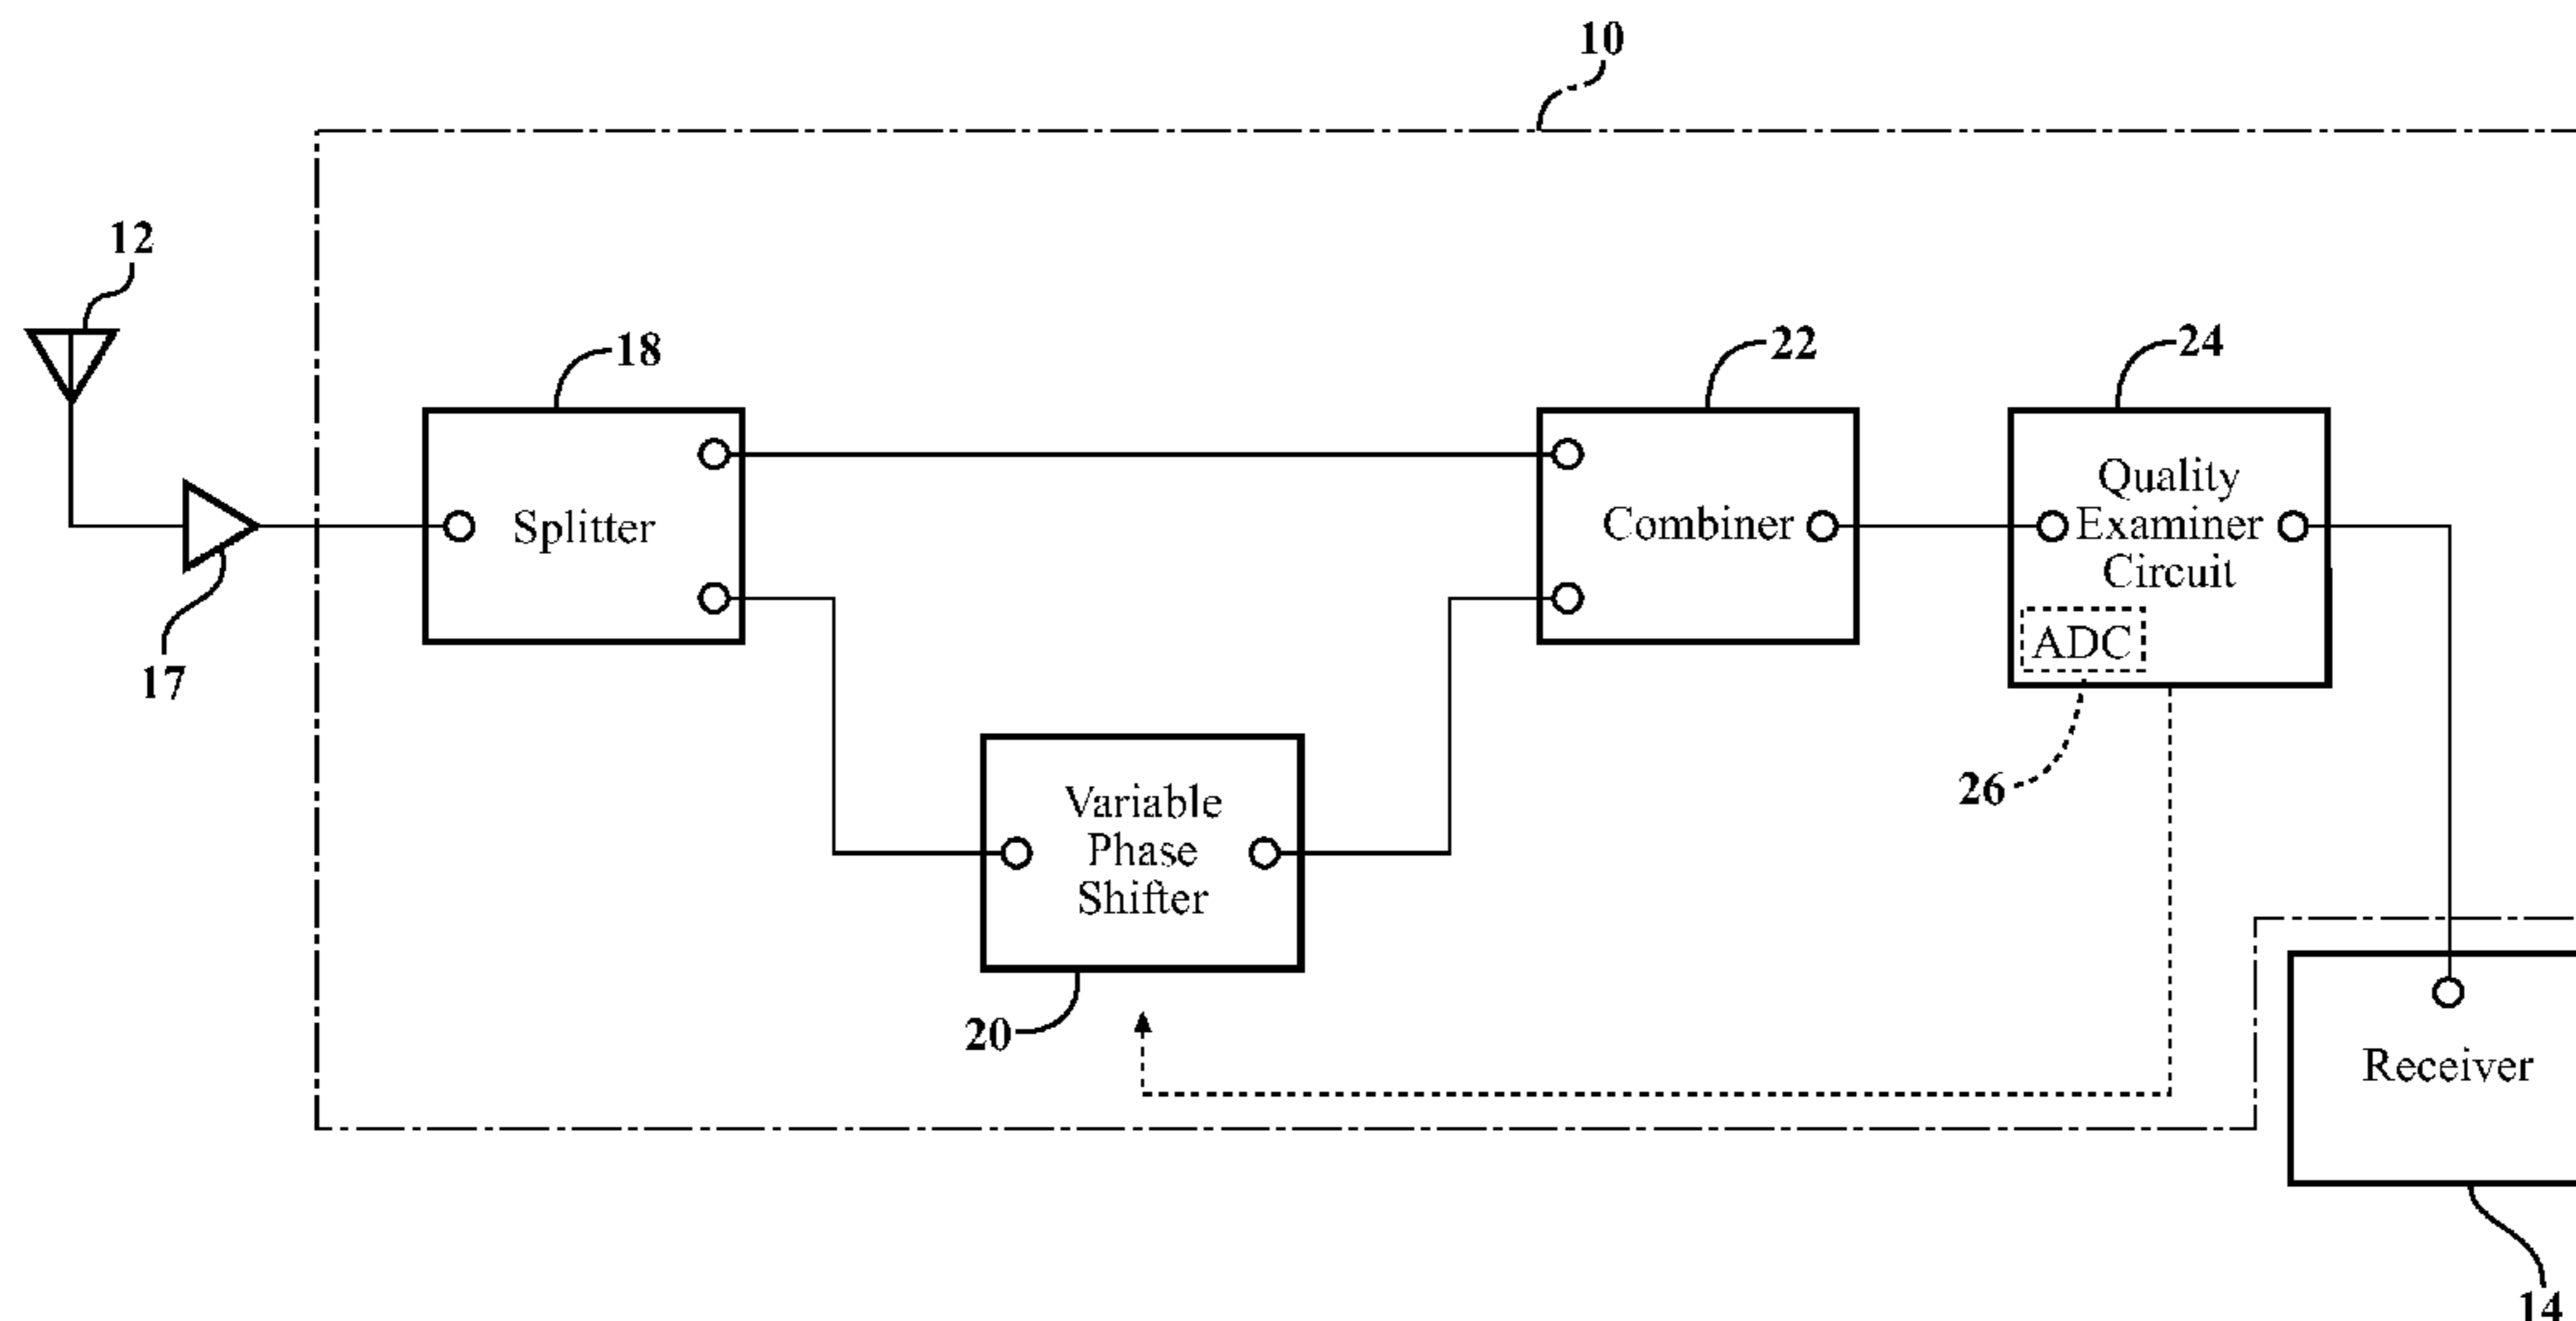 10
12
18
22
24
Splitter
Combiner
Quality
Examiner
Circuit
ADC
17
26
Variable
Phase
Shifter
20
Receiver
14